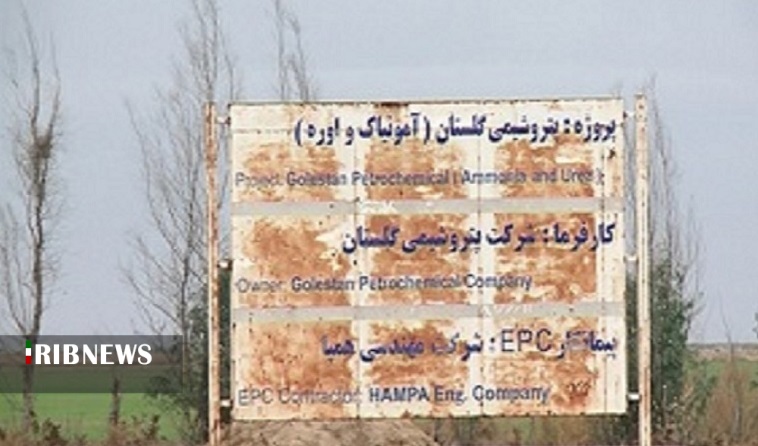 پروژه : پتروشیمی گلستان ( آمونیاک و اوره )
Project: Golestan Petrochemical ( Ammonia and Urea ):
کارفرما : شرکت پتروشیمی گلستان
Owner: Golestan Petrochemical Company
پیمانکار EPC : شرکت مهندسی همپا
EPC Contractor: HAMPA Eng. Company
RIBNEWS